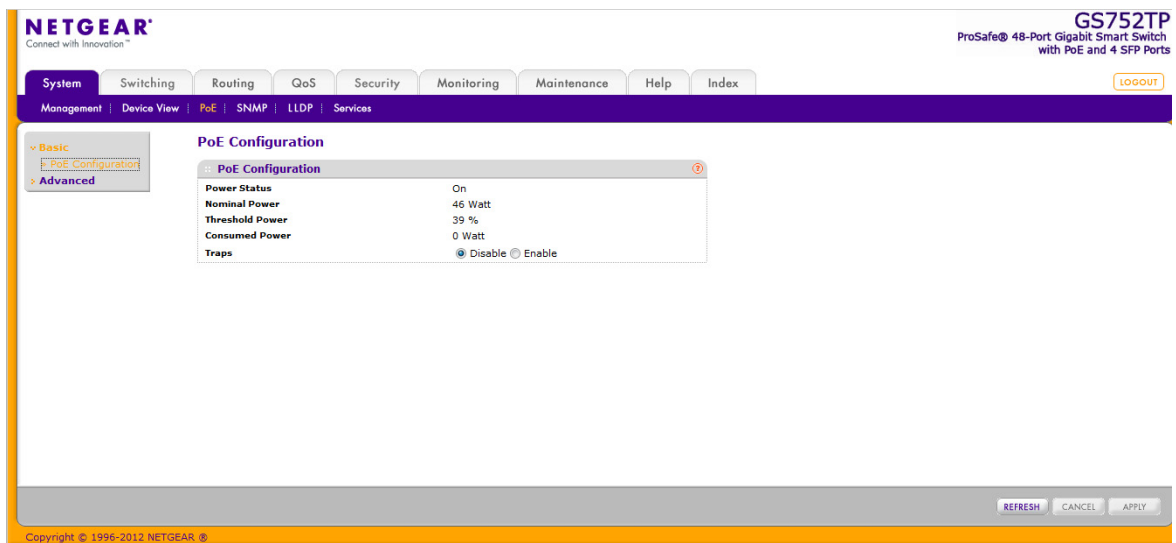 NETGEAR®
Connect with Innovation™
GS752TP
ProSafe® 48-Port Gigabit Smart Switch
with PoE and 4 SFP Ports
System Switching Routing QoS Security Monitoring Maintenance Help Index
LOGOUT
Management Device View PoE SNMP LLDP Services
Basic
PoE Configuration
Advanced
PoE Configuration
PoE Configuration ?
Power Status On
Nominal Power 46 Watt
Threshold Power 39 %
Consumed Power 0 Watt
Traps Disable Enable
REFRESH CANCEL APPLY
Copyright © 1996-2012 NETGEAR ®